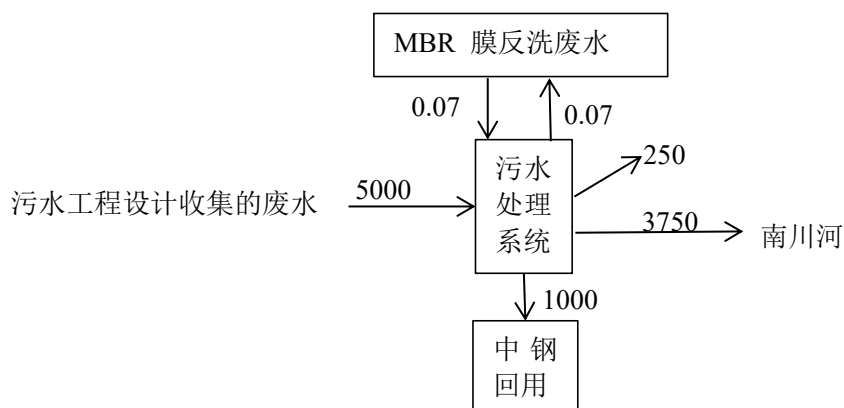 MBR 膜反洗废水
0.07
0.07
污水
处理
系统
250
污水工程设计收集的废水
5000
3750
南川河
1000
中 钢
回用